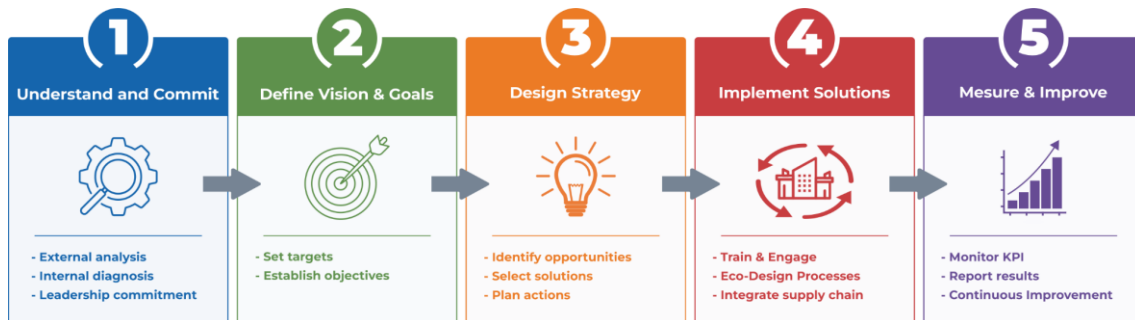 1
Understand and Commit
- External analysis
- Internal diagnosis
- Leadership commitment
2
Define Vision & Goals
- Set targets
- Establish objectives
3
Design Strategy
- Identify opportunities
- Select solutions
- Plan actions
4
Implement Solutions
- Train & Engage
- Eco-Design Processes
- Integrate supply chain
5
Mesure & Improve
- Monitor KPI
- Report results
- Continuous Improvement